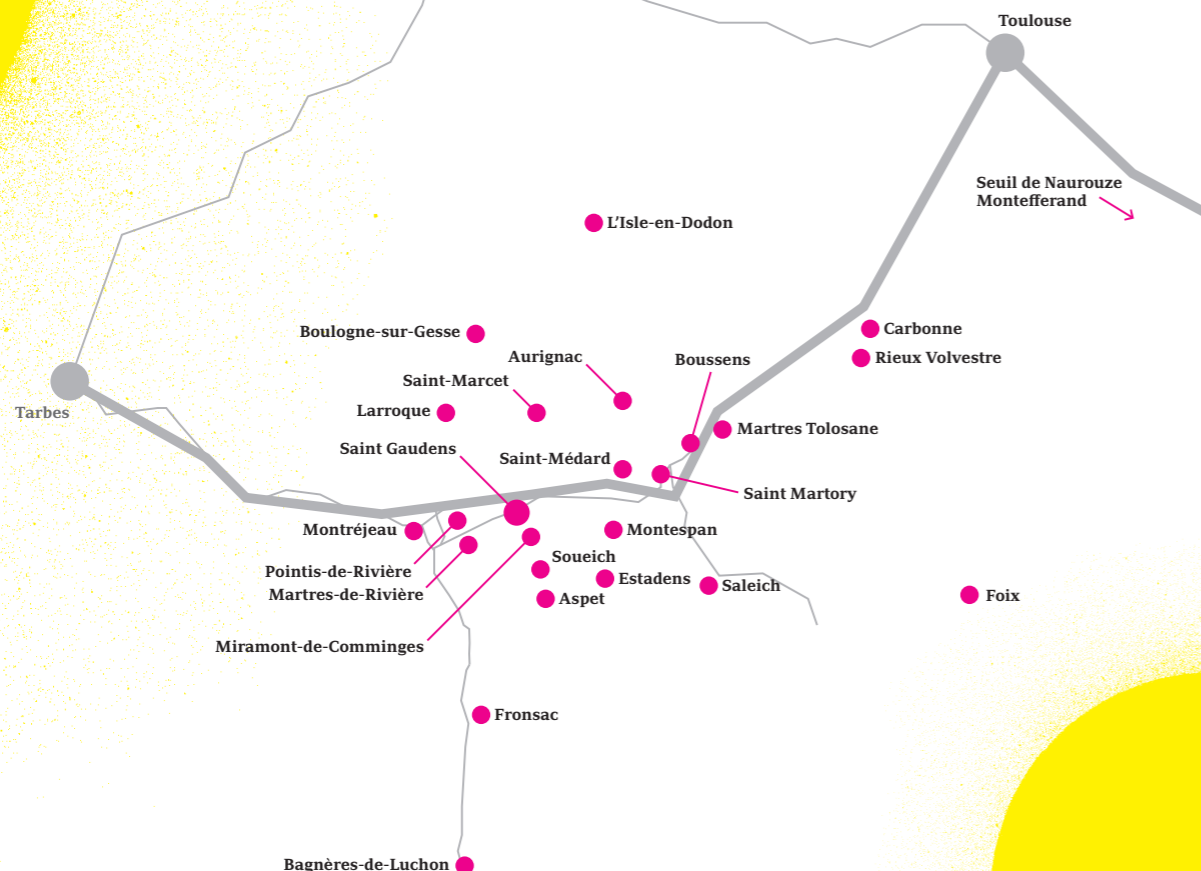 Toulouse
Seuil de Naurouze
Montefferand
L'Isle-en-Dodon
Boulogne-sur-Gesse
Carbonne
Aurignac
Boussens
Rieux Volvestre
Saint-Marcet
Larroque
Tarbes
Martres Tolosane
Saint Gaudens
Saint-Médard
Saint Martory
Montréjeau
Montespan
Soueich
Pointis-de-Rivière
Estadens
Saleich
Martres-de-Rivière
Aspet
Foix
Miramont-de-Comminges
Fronsac
Bagnères-de-Luchon